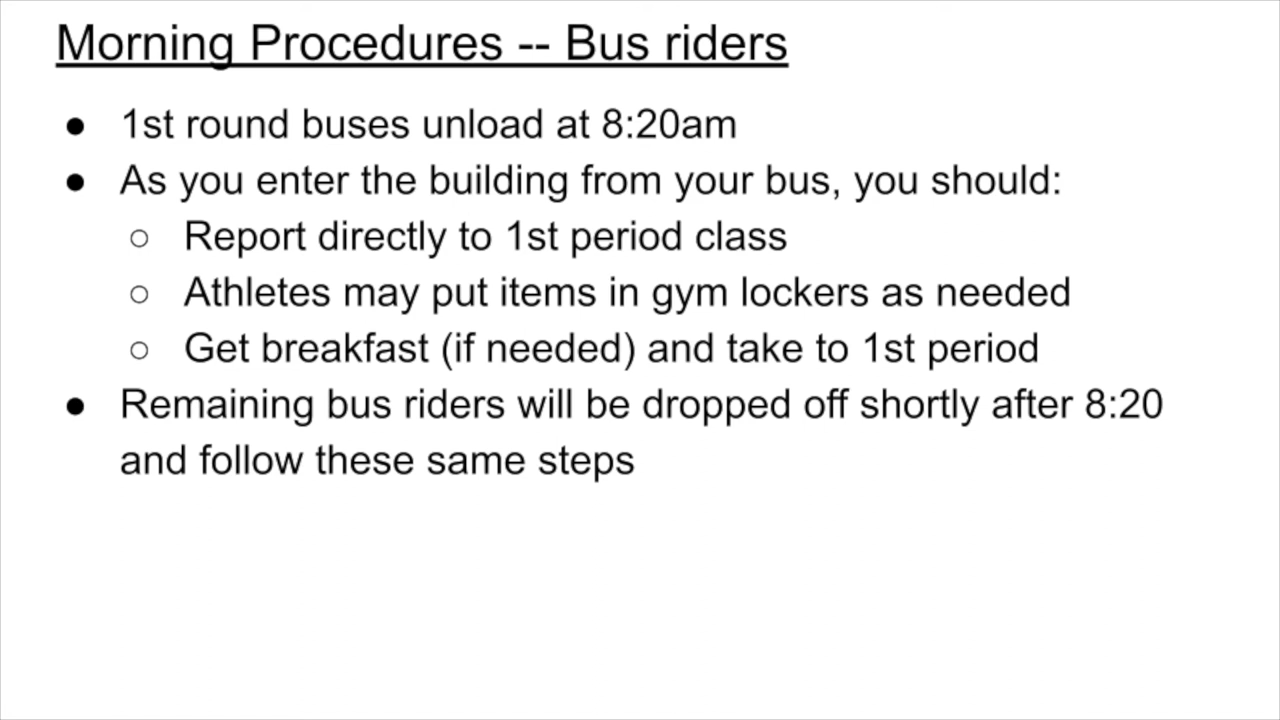 Morning Procedures -- Bus riders
● 1st round buses unload at 8:20am
● As you enter the building from your bus, you should:
○ Report directly to 1st period class
○ Athletes may put items in gym lockers as needed
○ Get breakfast (if needed) and take to 1st period
● Remaining bus riders will be dropped off shortly after 8:20
and follow these same steps